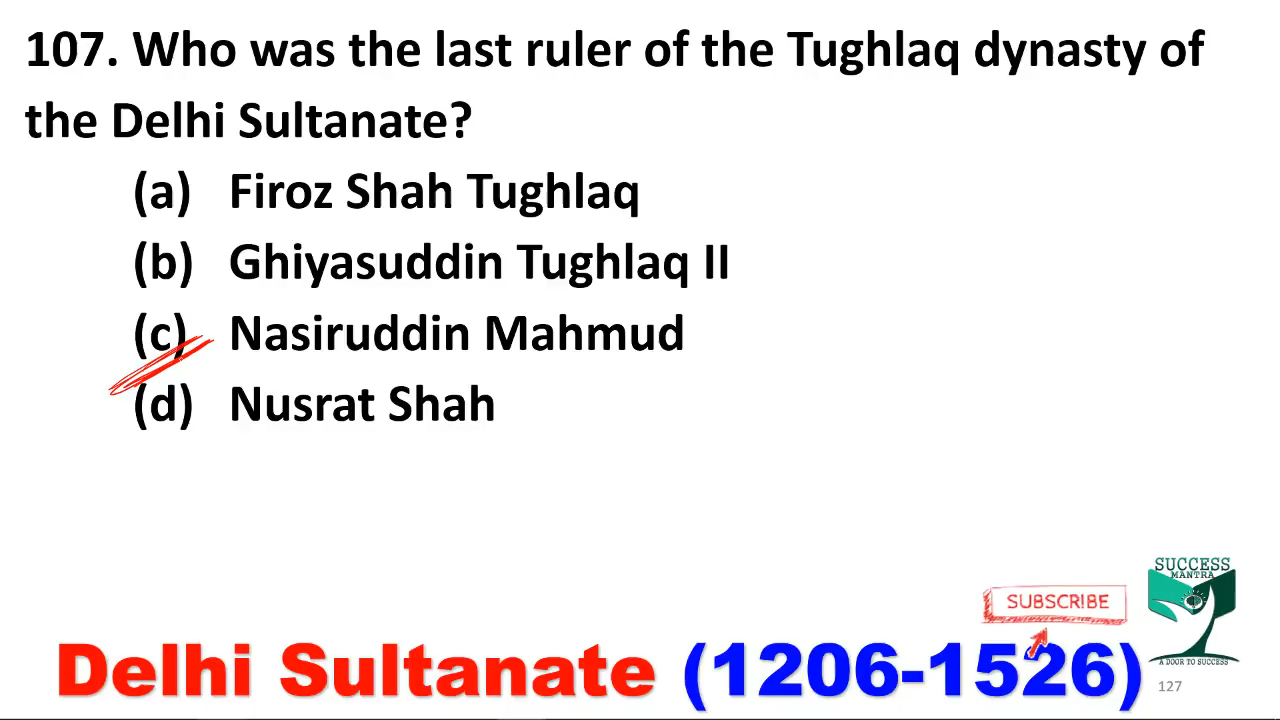 107. Who was the last ruler of the Tughlaq dynasty of
the Delhi Sultanate?
(a) Firoz Shah Tughlaq
(b) Ghiyasuddin Tughlaq II
(c) Nasiruddin Mahmud
(d) Nusrat Shah
SUCCESS
MANTRA
SUBSCRIBE
Delhi Sultanate (1206-1526)
A DOOR TO SUCCESS
127